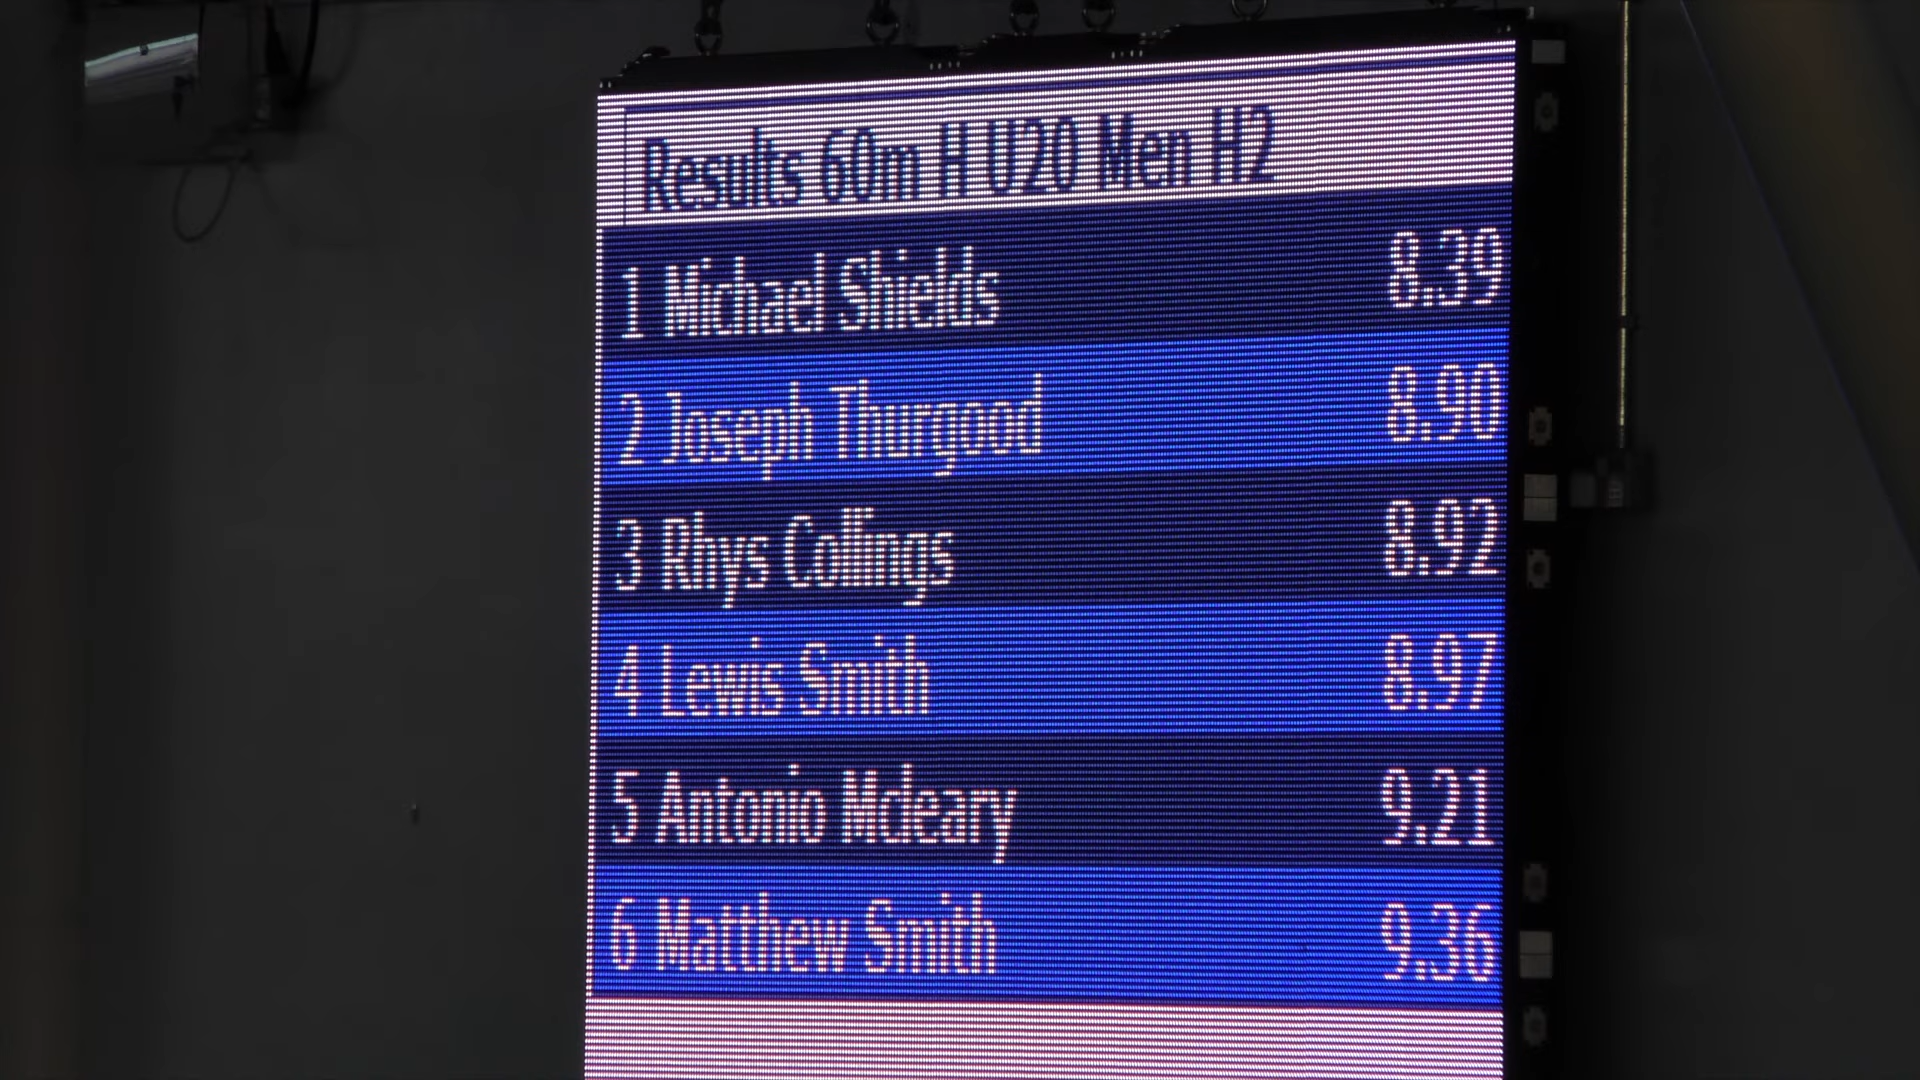 Results 60m H U20 Men H2
1 Michael Shields 8.39
2 Joseph Thurgood 8.90
3 Rhys Collings 8.92
4 Lewis Smith 8.97
5 Antonio Mcleary 9.21
6 Matthew Smith 9.36